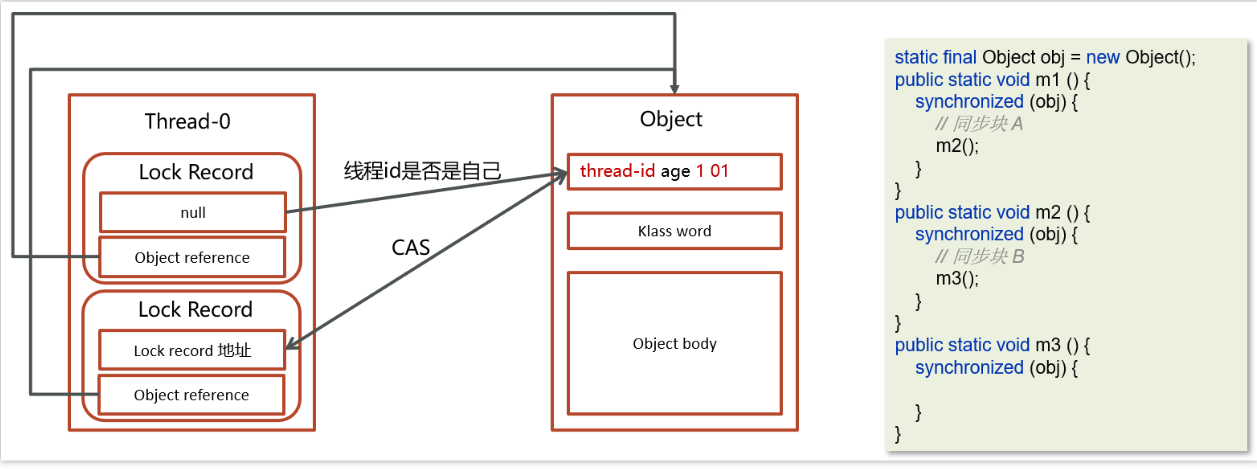 Thread-0
Lock Record
null
Object reference
Lock Record
Lock record 地址
Object reference
线程id是否是自己
CAS
Object
thread-id age 1 01
Klass word
Object body
static final Object obj = new Object();
public static void m1 () {
synchronized (obj) {
// 同步块 A
m2();
}
}
public static void m2 () {
synchronized (obj) {
// 同步块 B
m3();
}
}
public static void m3 () {
synchronized (obj) {
}
}